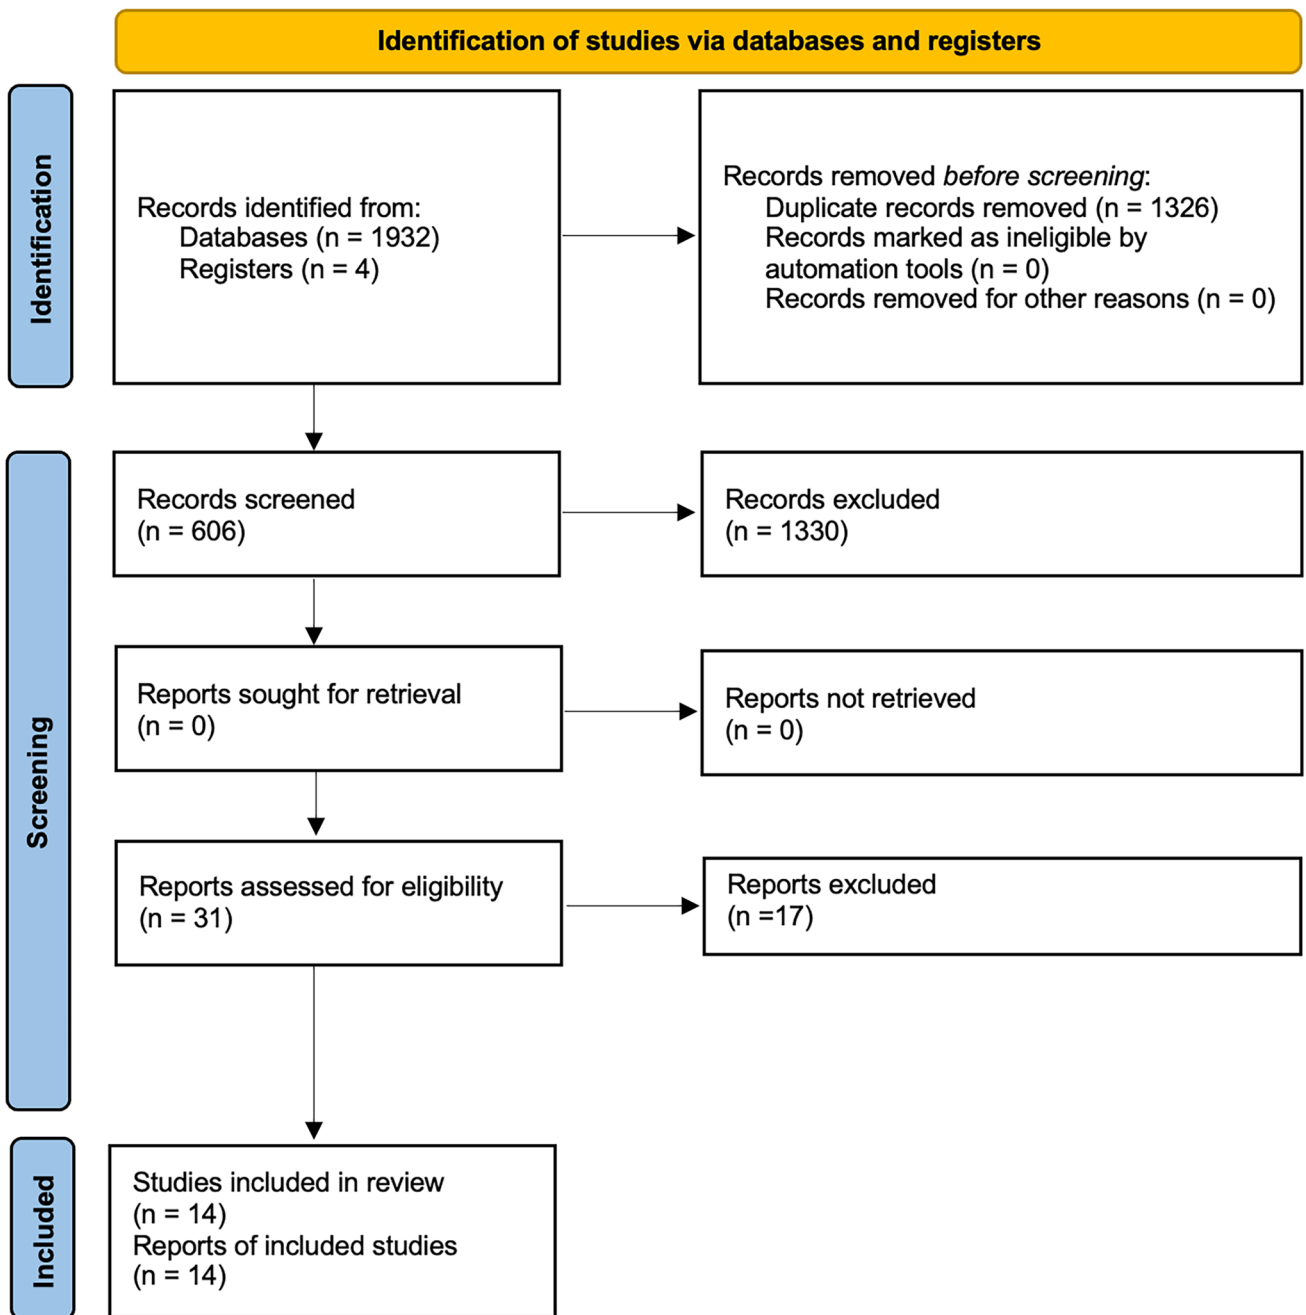 Identification of studies via databases and registers
Identification
Records identified from:
Databases (n = 1932)
Registers (n = 4)
Records removed before screening:
Duplicate records removed (n = 1326)
Records marked as ineligible by
automation tools (n = 0)
Records removed for other reasons (n = 0)
Screening
Records screened
(n = 606)
Records excluded
(n = 1330)
Reports sought for retrieval
(n = 0)
Reports not retrieved
(n = 0)
Reports assessed for eligibility
(n = 31)
Reports excluded
(n =17)
Included
Studies included in review
(n = 14)
Reports of included studies
(n = 14)